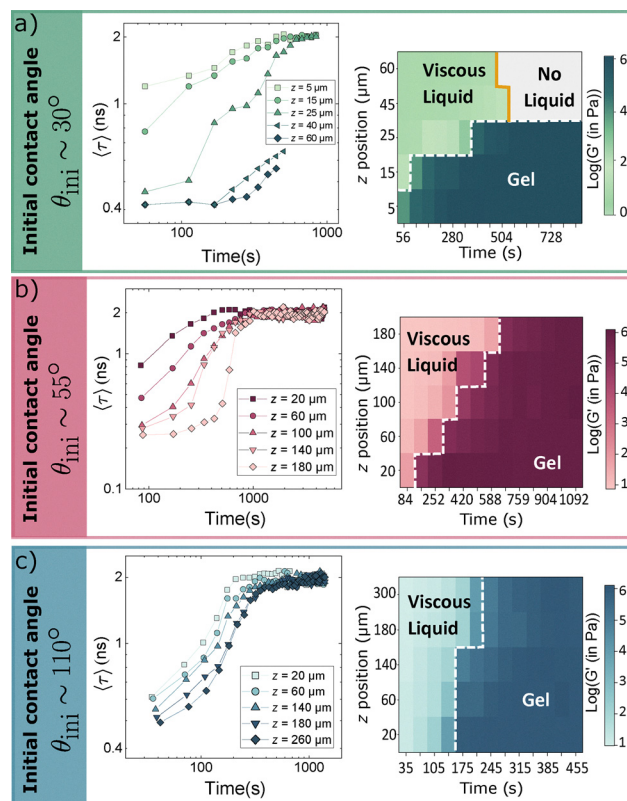 a)
Initial contact angle
θini ~ 30°
2
1
0.4
⟨τ⟩ (ns)
z = 5 µm
z = 15 µm
z = 25 µm
z = 40 µm
z = 60 µm
100
1000
Time(s)
z position (µm)
60
45
35
25
15
5
Viscous
Liquid
No
Liquid
Gel
56
280
504
728
Time (s)
6
5
4
3
2
1
0
Log(G' (in Pa))
b)
Initial contact angle
θini ~ 55°
2
1
0.1
⟨τ⟩ (ns)
z = 20 µm
z = 60 µm
z = 100 µm
z = 140 µm
z = 180 µm
100
1000
Time(s)
z position (µm)
180
140
100
80
60
20
Viscous
Liquid
Gel
84
252
420
588
759
904
1092
Time (s)
6
5
4
3
2
1
Log(G' (in Pa))
c)
Initial contact angle
θini ~ 110°
2
1
0.4
⟨τ⟩ (ns)
z = 20 µm
z = 60 µm
z = 140 µm
z = 180 µm
z = 260 µm
100
1000
Time(s)
z position (µm)
300
180
140
60
20
Viscous
Liquid
Gel
35
105
175
245
315
385
455
Time (s)
6
5
4
3
2
1
Log(G' (in Pa))